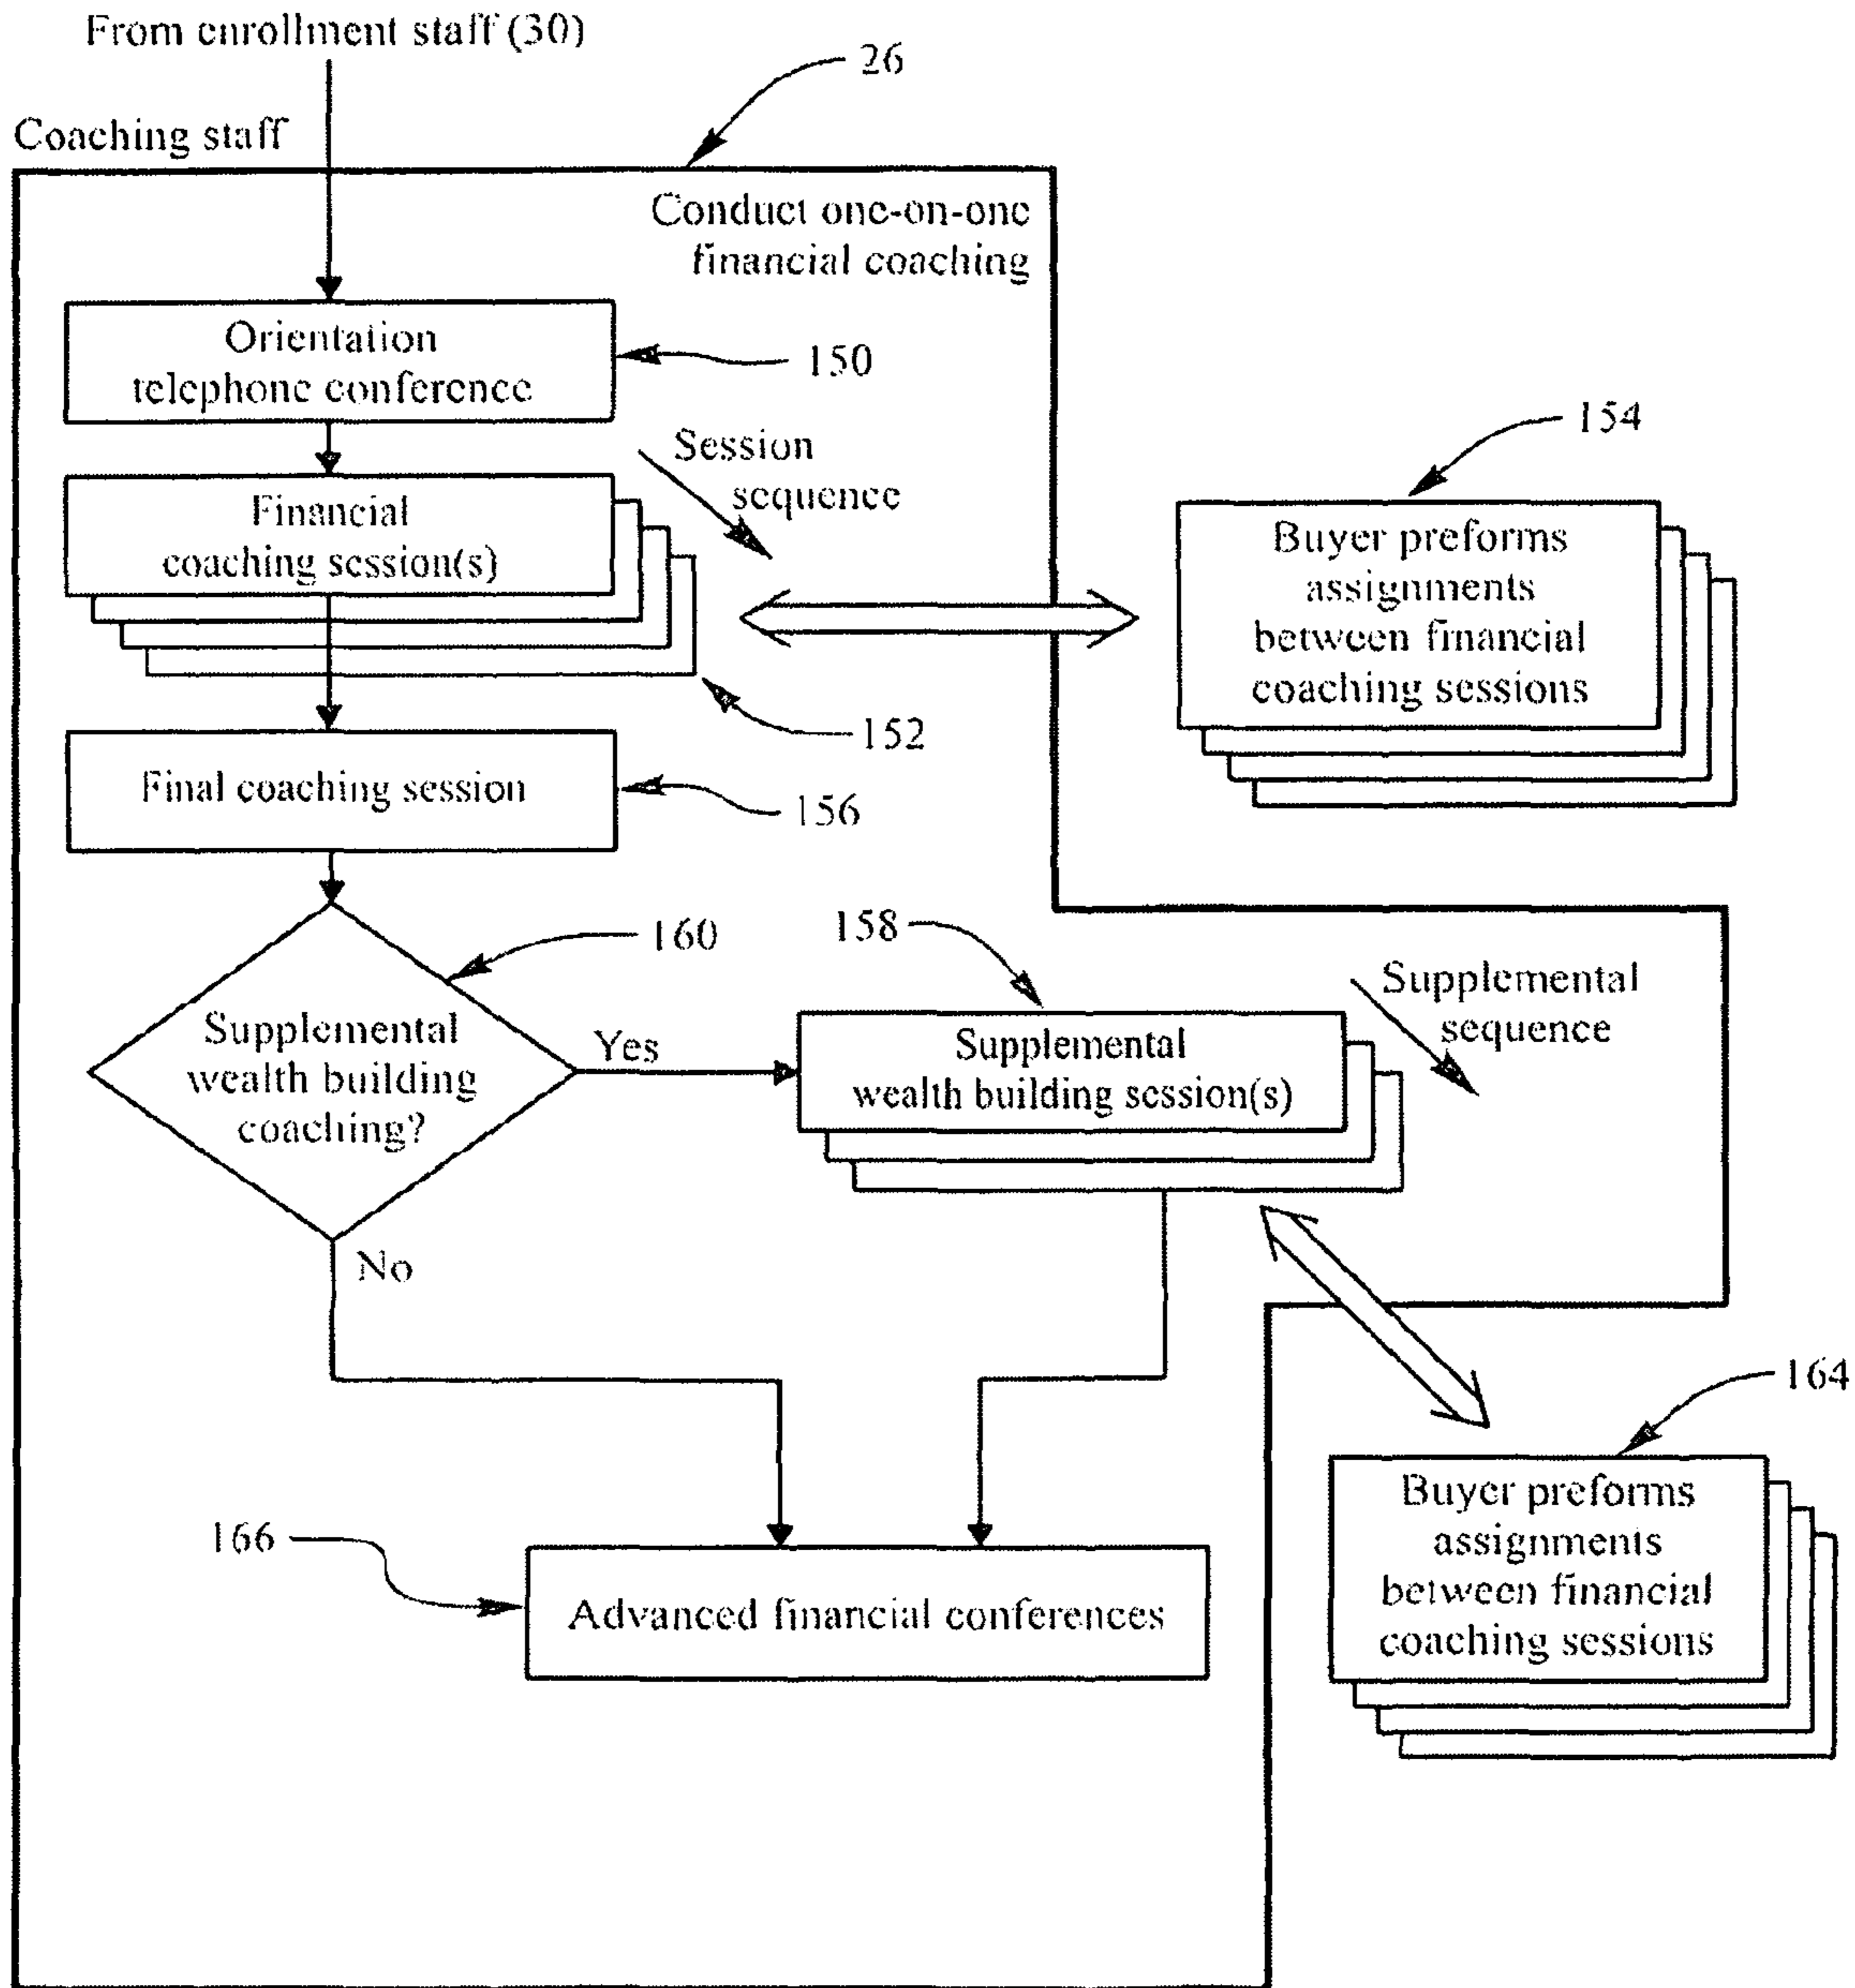 From enrollment staff (30)
26
Coaching staff
Conduct one-on-one
financial coaching
Orientation
telephone conference
150
Session
sequence
154
Financial
coaching session(s)
Buyer preforms
assignments
between financial
coaching sessions
152
Final coaching session
156
160
158
Supplemental
sequence
Supplemental
wealth building
coaching?
Yes
Supplemental
wealth building session(s)
No
164
166
Advanced financial conferences
Buyer preforms
assignments
between financial
coaching sessions